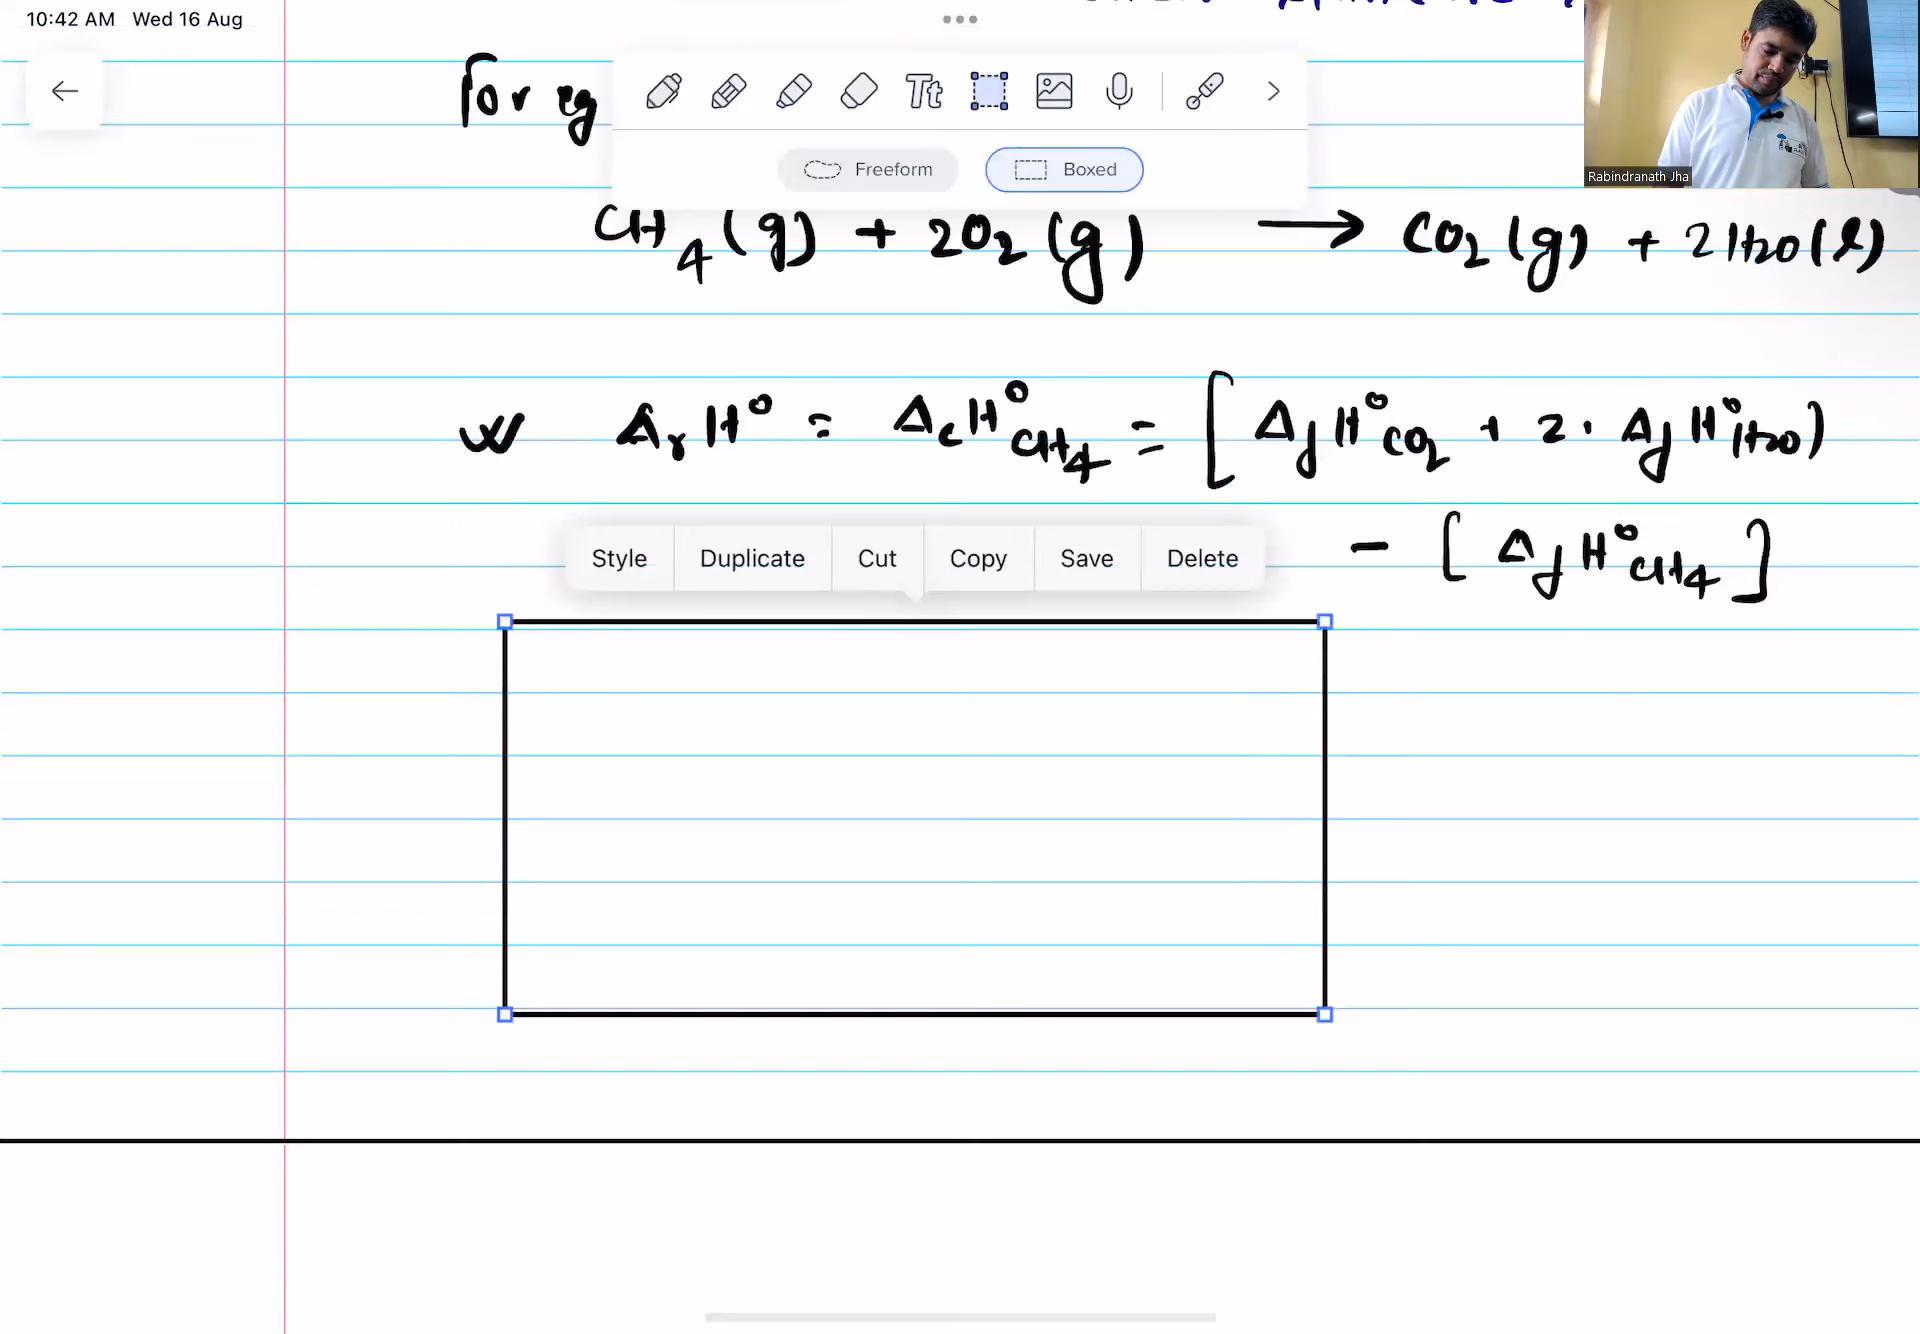 10:42 AM Wed 16 Aug
For eg
Freeform Boxed
Rabindranath Jha
CH₄(g) + 2O₂(g) → CO₂(g) + 2H₂O(l)
ΔᵣH° = ΔcH°CH₄ = [ΔfH°CO₂ + 2·ΔfH°H₂O)
Style Duplicate Cut Copy Save Delete
- [ΔfH°CH₄]